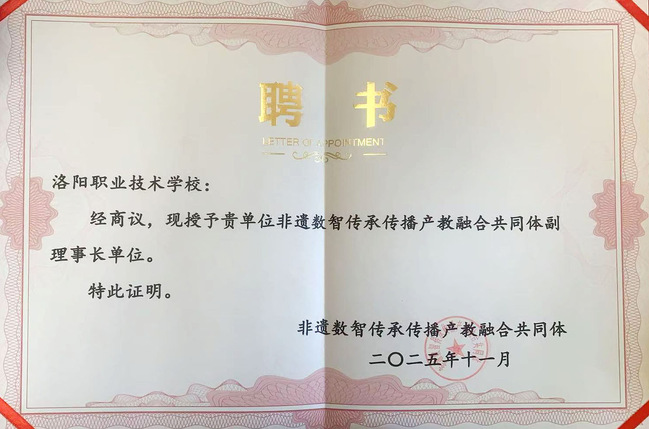 聘书
LETTER OF APPOINTMENT
洛阳职业技术学校：
经商议，现授予贵单位非遗数智传承传播产教融合共同体副
理事长单位。
特此证明。
非遗数智传承传播产教融合共同体
二〇二五年十一月